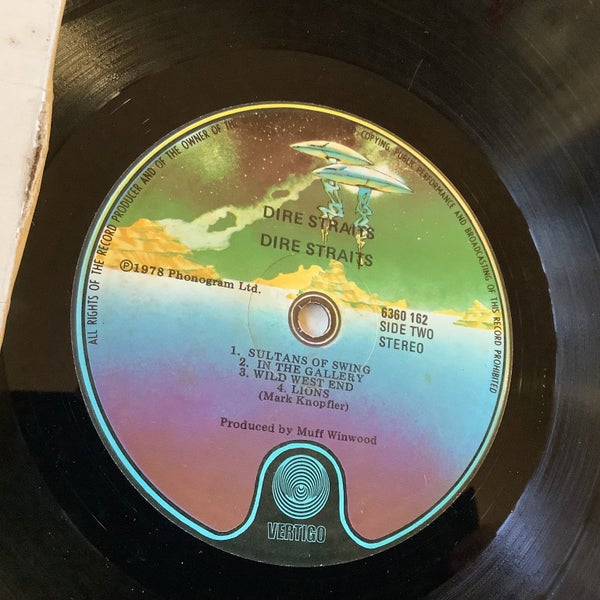 ALL RIGHTS OF THE RECORD PRODUCER AND OF THE OWNER OF THE
COPYING, PUBLIC PERFORMANCE AND BROADCASTING OF THIS RECORD PROHIBITED
DIRE STRAITS
DIRE STRAITS
℗1978 Phonogram Ltd.
6360 162
SIDE TWO
STEREO
1. SULTANS OF SWING
2. IN THE GALLERY
3. WILD WEST END
4. LIONS
(Mark Knopfler)
Produced by Muff Winwood
VERTIGO